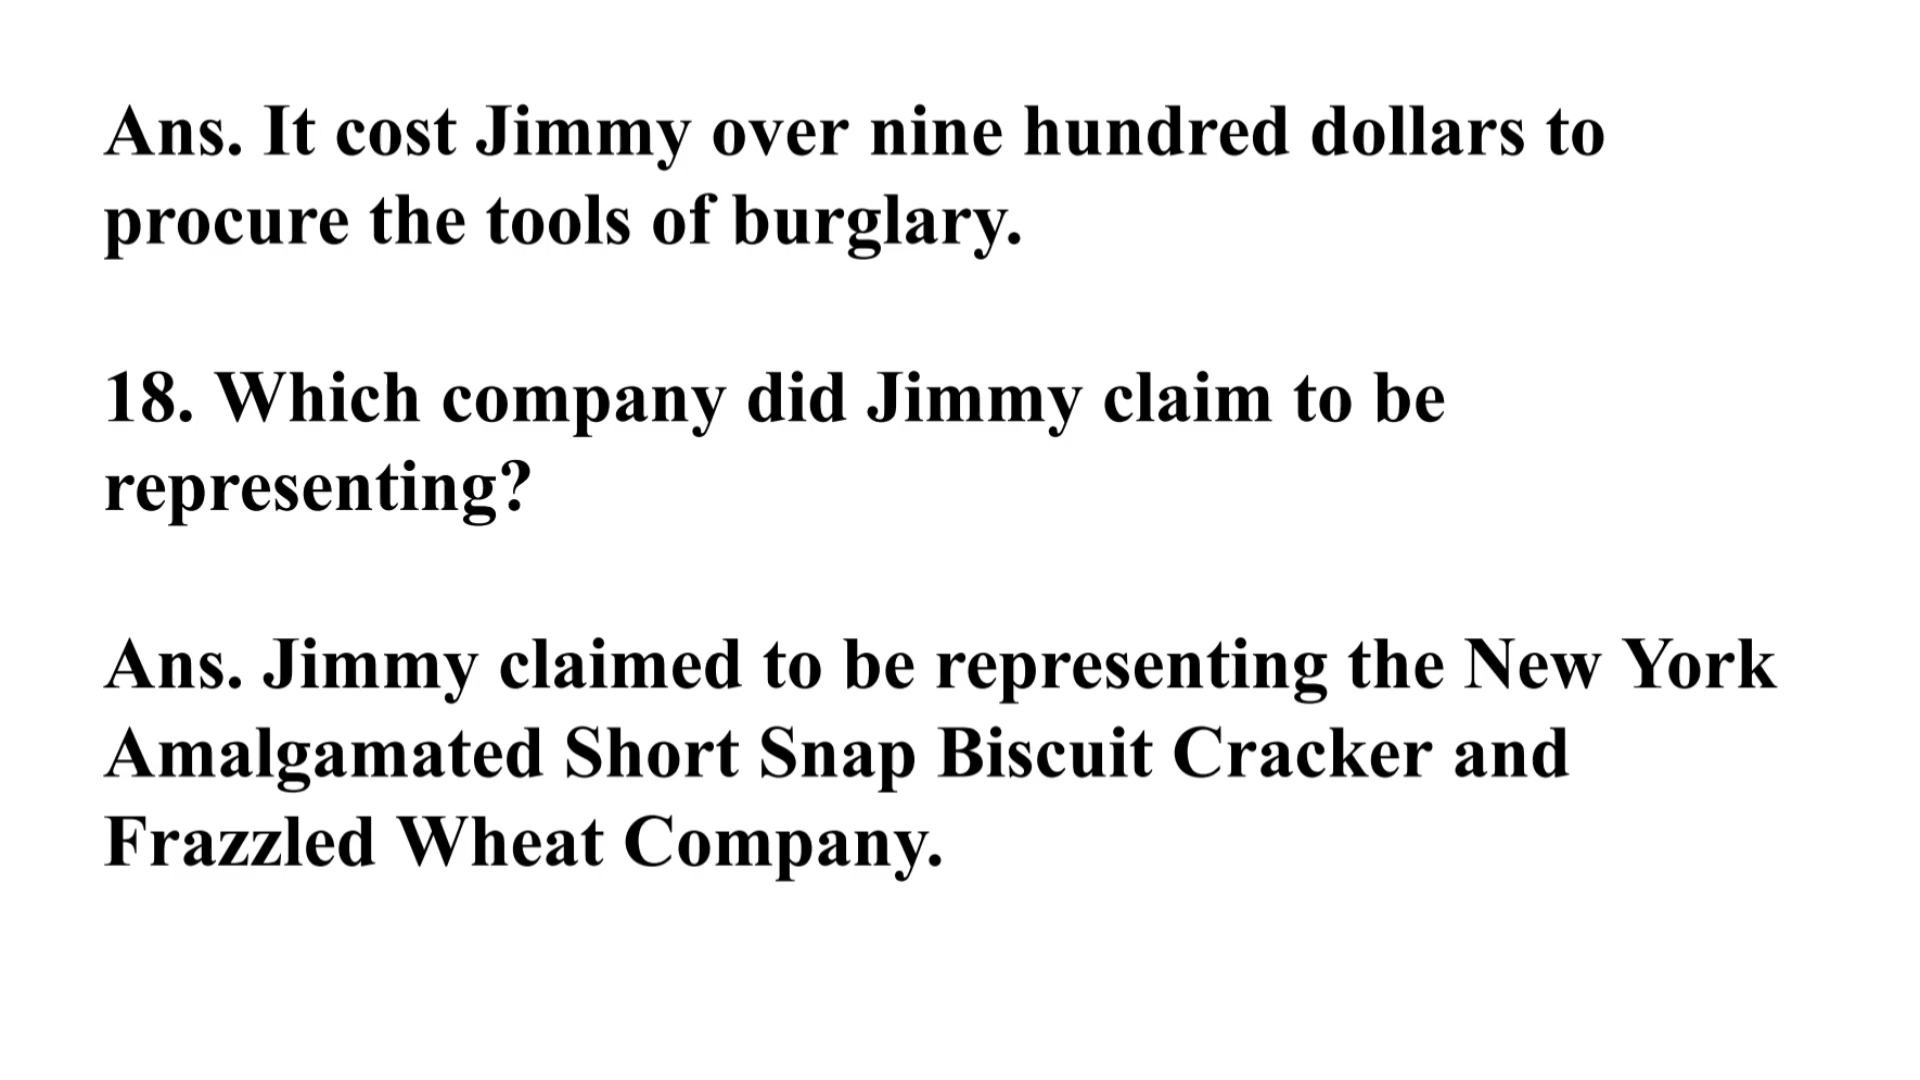 Ans. It cost Jimmy over nine hundred dollars to
procure the tools of burglary.
18. Which company did Jimmy claim to be
representing?
Ans. Jimmy claimed to be representing the New York
Amalgamated Short Snap Biscuit Cracker and
Frazzled Wheat Company.